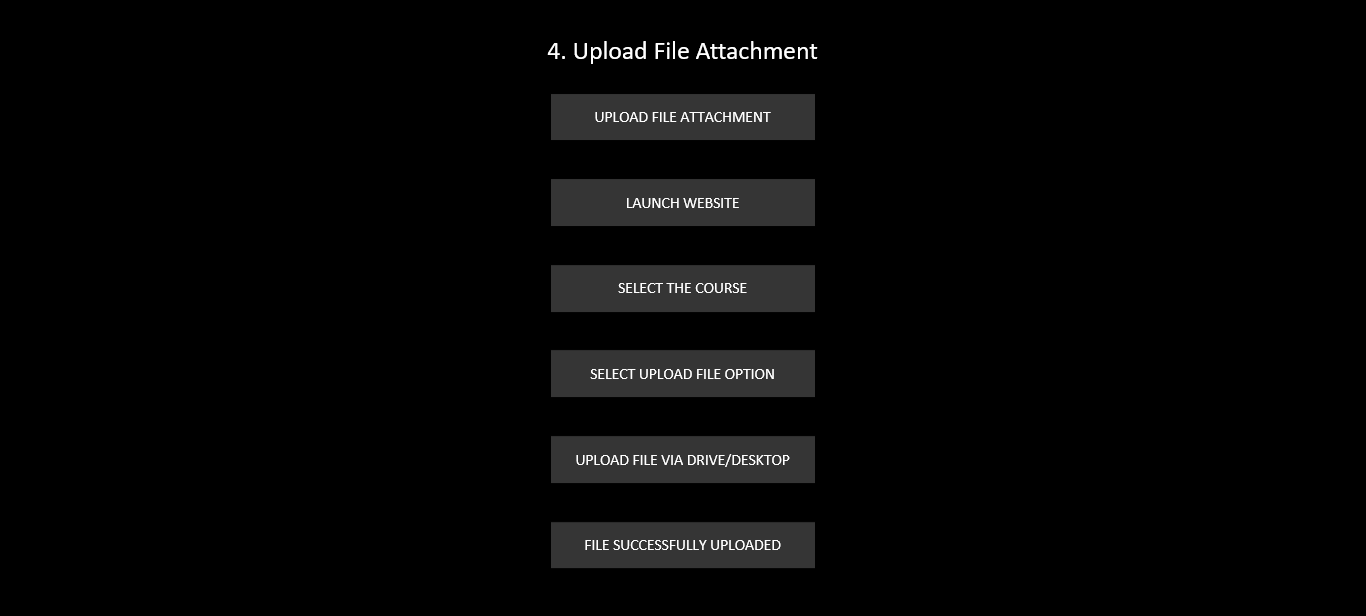 4. Upload File Attachment
UPLOAD FILE ATTACHMENT
LAUNCH WEBSITE
SELECT THE COURSE
SELECT UPLOAD FILE OPTION
UPLOAD FILE VIA DRIVE/DESKTOP
FILE SUCCESSFULLY UPLOADED